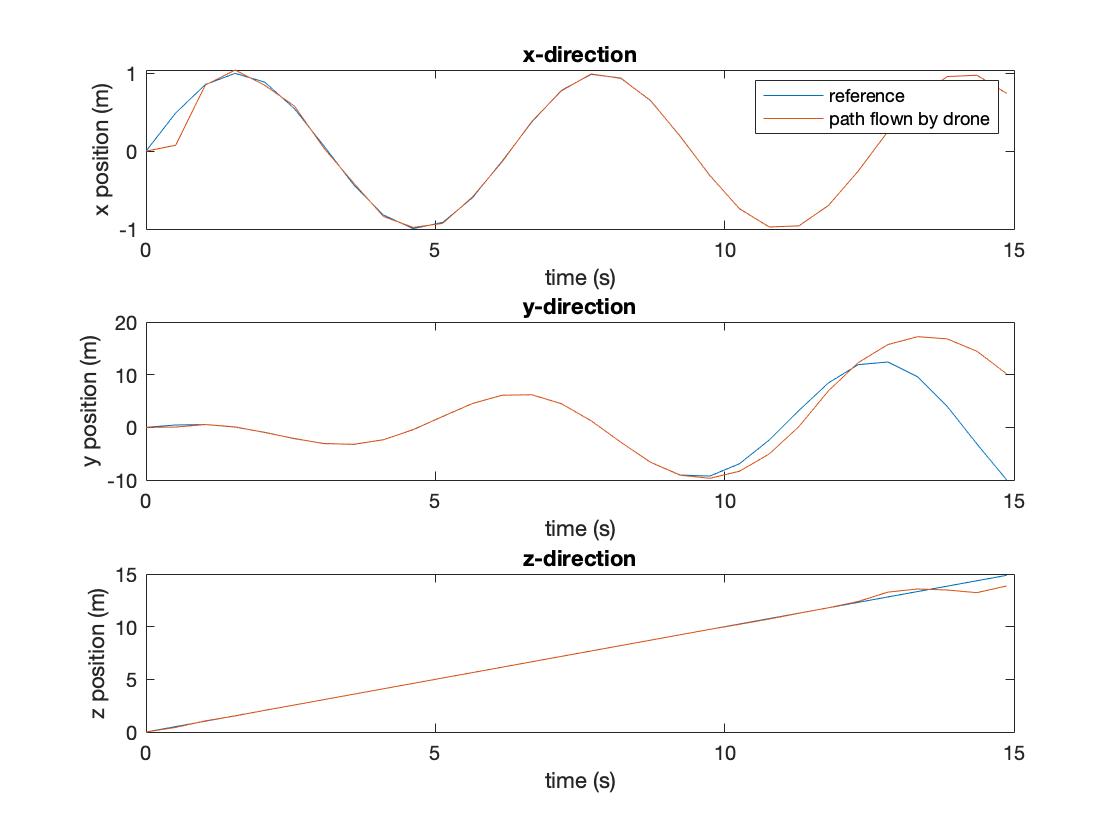 x-direction
1
0
-1
x position (m)
reference
path flown by drone
0 5 10 15
time (s)
y-direction
20
10
0
-10
y position (m)
0 5 10 15
time (s)
z-direction
15
10
5
0
z position (m)
0 5 10 15
time (s)